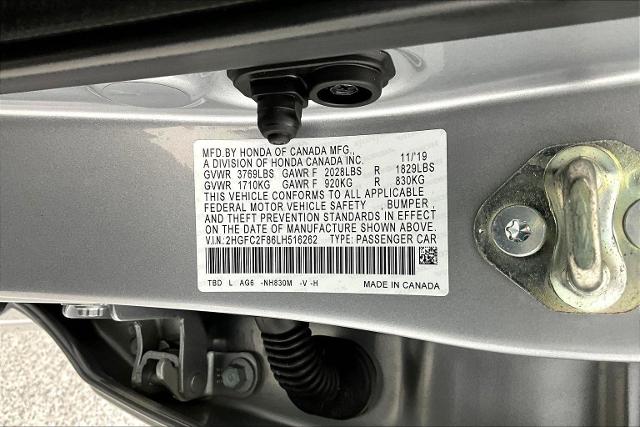 MFD.BY HONDA OF CANADA MFG.,
A DIVISION OF HONDA CANADA INC. 11/'19
GVWR 3769LBS GAWR F 2028LBS R 1829LBS
GVWR 1710KG GAWR F 920KG R 830KG
THIS VEHICLE CONFORMS TO ALL APPLICABLE
FEDERAL MOTOR VEHICLE SAFETY , BUMPER ,
AND THEFT PREVENTION STANDARDS IN EFFECT
ON THE DATE OF MANUFACTURE SHOWN ABOVE.
V.I.N: 2HGFC2F86LH516262 TYPE: PASSENGER CAR
TBD L AG6 -NH830M -V -H MADE IN CANADA